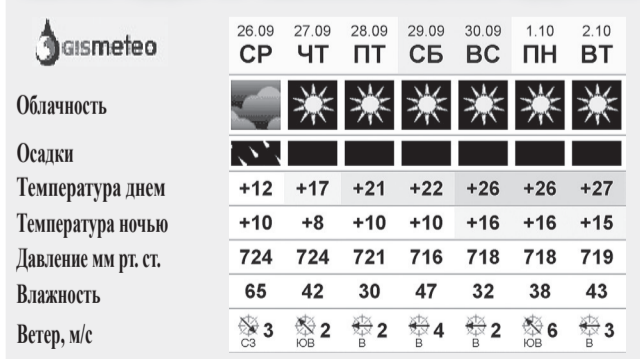 GISmeteo
26.09 27.09 28.09 29.09 30.09 1.10 2.10
СР ЧТ ПТ СБ ВС ПН ВТ
Облачность
Осадки
Температура днем +12 +17 +21 +22 +26 +26 +27
Температура ночью +10 +8 +10 +10 +16 +16 +15
Давление мм рт. ст. 724 724 721 716 718 718 719
Влажность 65 42 30 47 32 38 43
Ветер, м/с СЗ 3 ЮВ 2 В 2 В 4 В 2 ЮВ 6 В 3